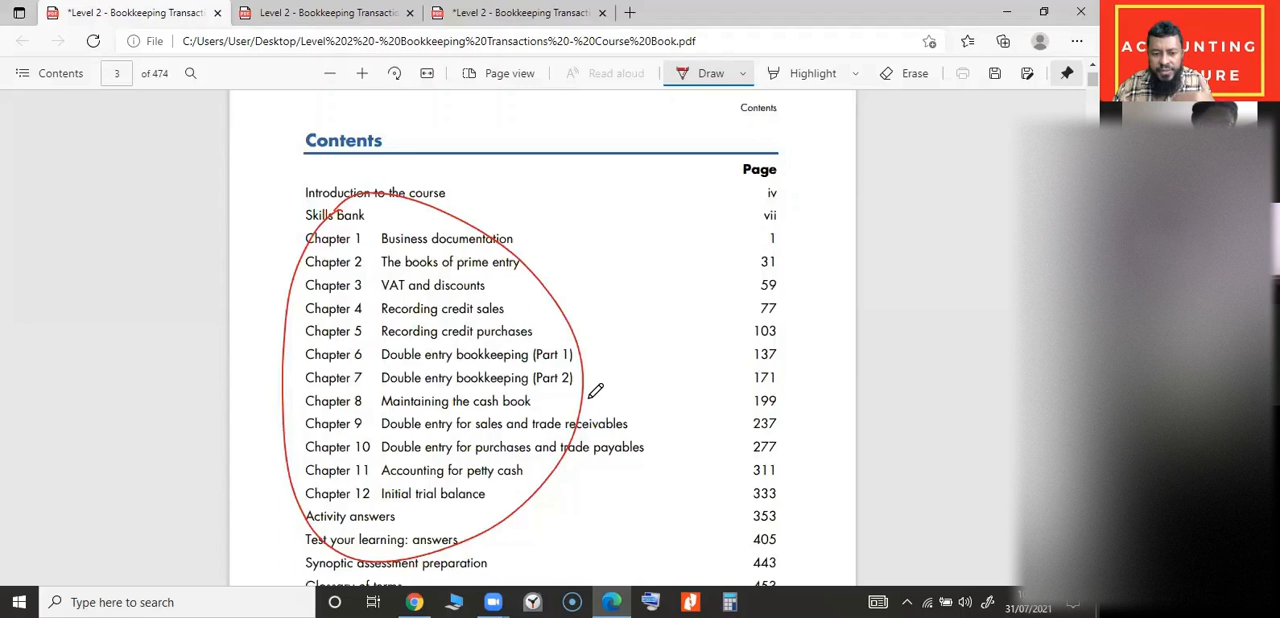 *Level 2 - Bookkeeping Transacti
Level 2 - Bookkeeping Transactio
*Level 2 - Bookkeeping Transacti
File C:/Users/User/Desktop/Level%202%20-%20Bookkeeping%20Transactions%20-%20Course%20Book.pdf
Contents 3 of 474 Page view Read aloud Draw Highlight Erase
ACCOUNTING
URE
Contents
Contents
Page
Introduction to the course iv
Skills bank vii
Chapter 1 Business documentation 1
Chapter 2 The books of prime entry 31
Chapter 3 VAT and discounts 59
Chapter 4 Recording credit sales 77
Chapter 5 Recording credit purchases 103
Chapter 6 Double entry bookkeeping (Part 1) 137
Chapter 7 Double entry bookkeeping (Part 2) 171
Chapter 8 Maintaining the cash book 199
Chapter 9 Double entry for sales and trade receivables 237
Chapter 10 Double entry for purchases and trade payables 277
Chapter 11 Accounting for petty cash 311
Chapter 12 Initial trial balance 333
Activity answers 353
Test your learning: answers 405
Synoptic assessment preparation 443
Glossary of terms 453
Type here to search
31/07/2021